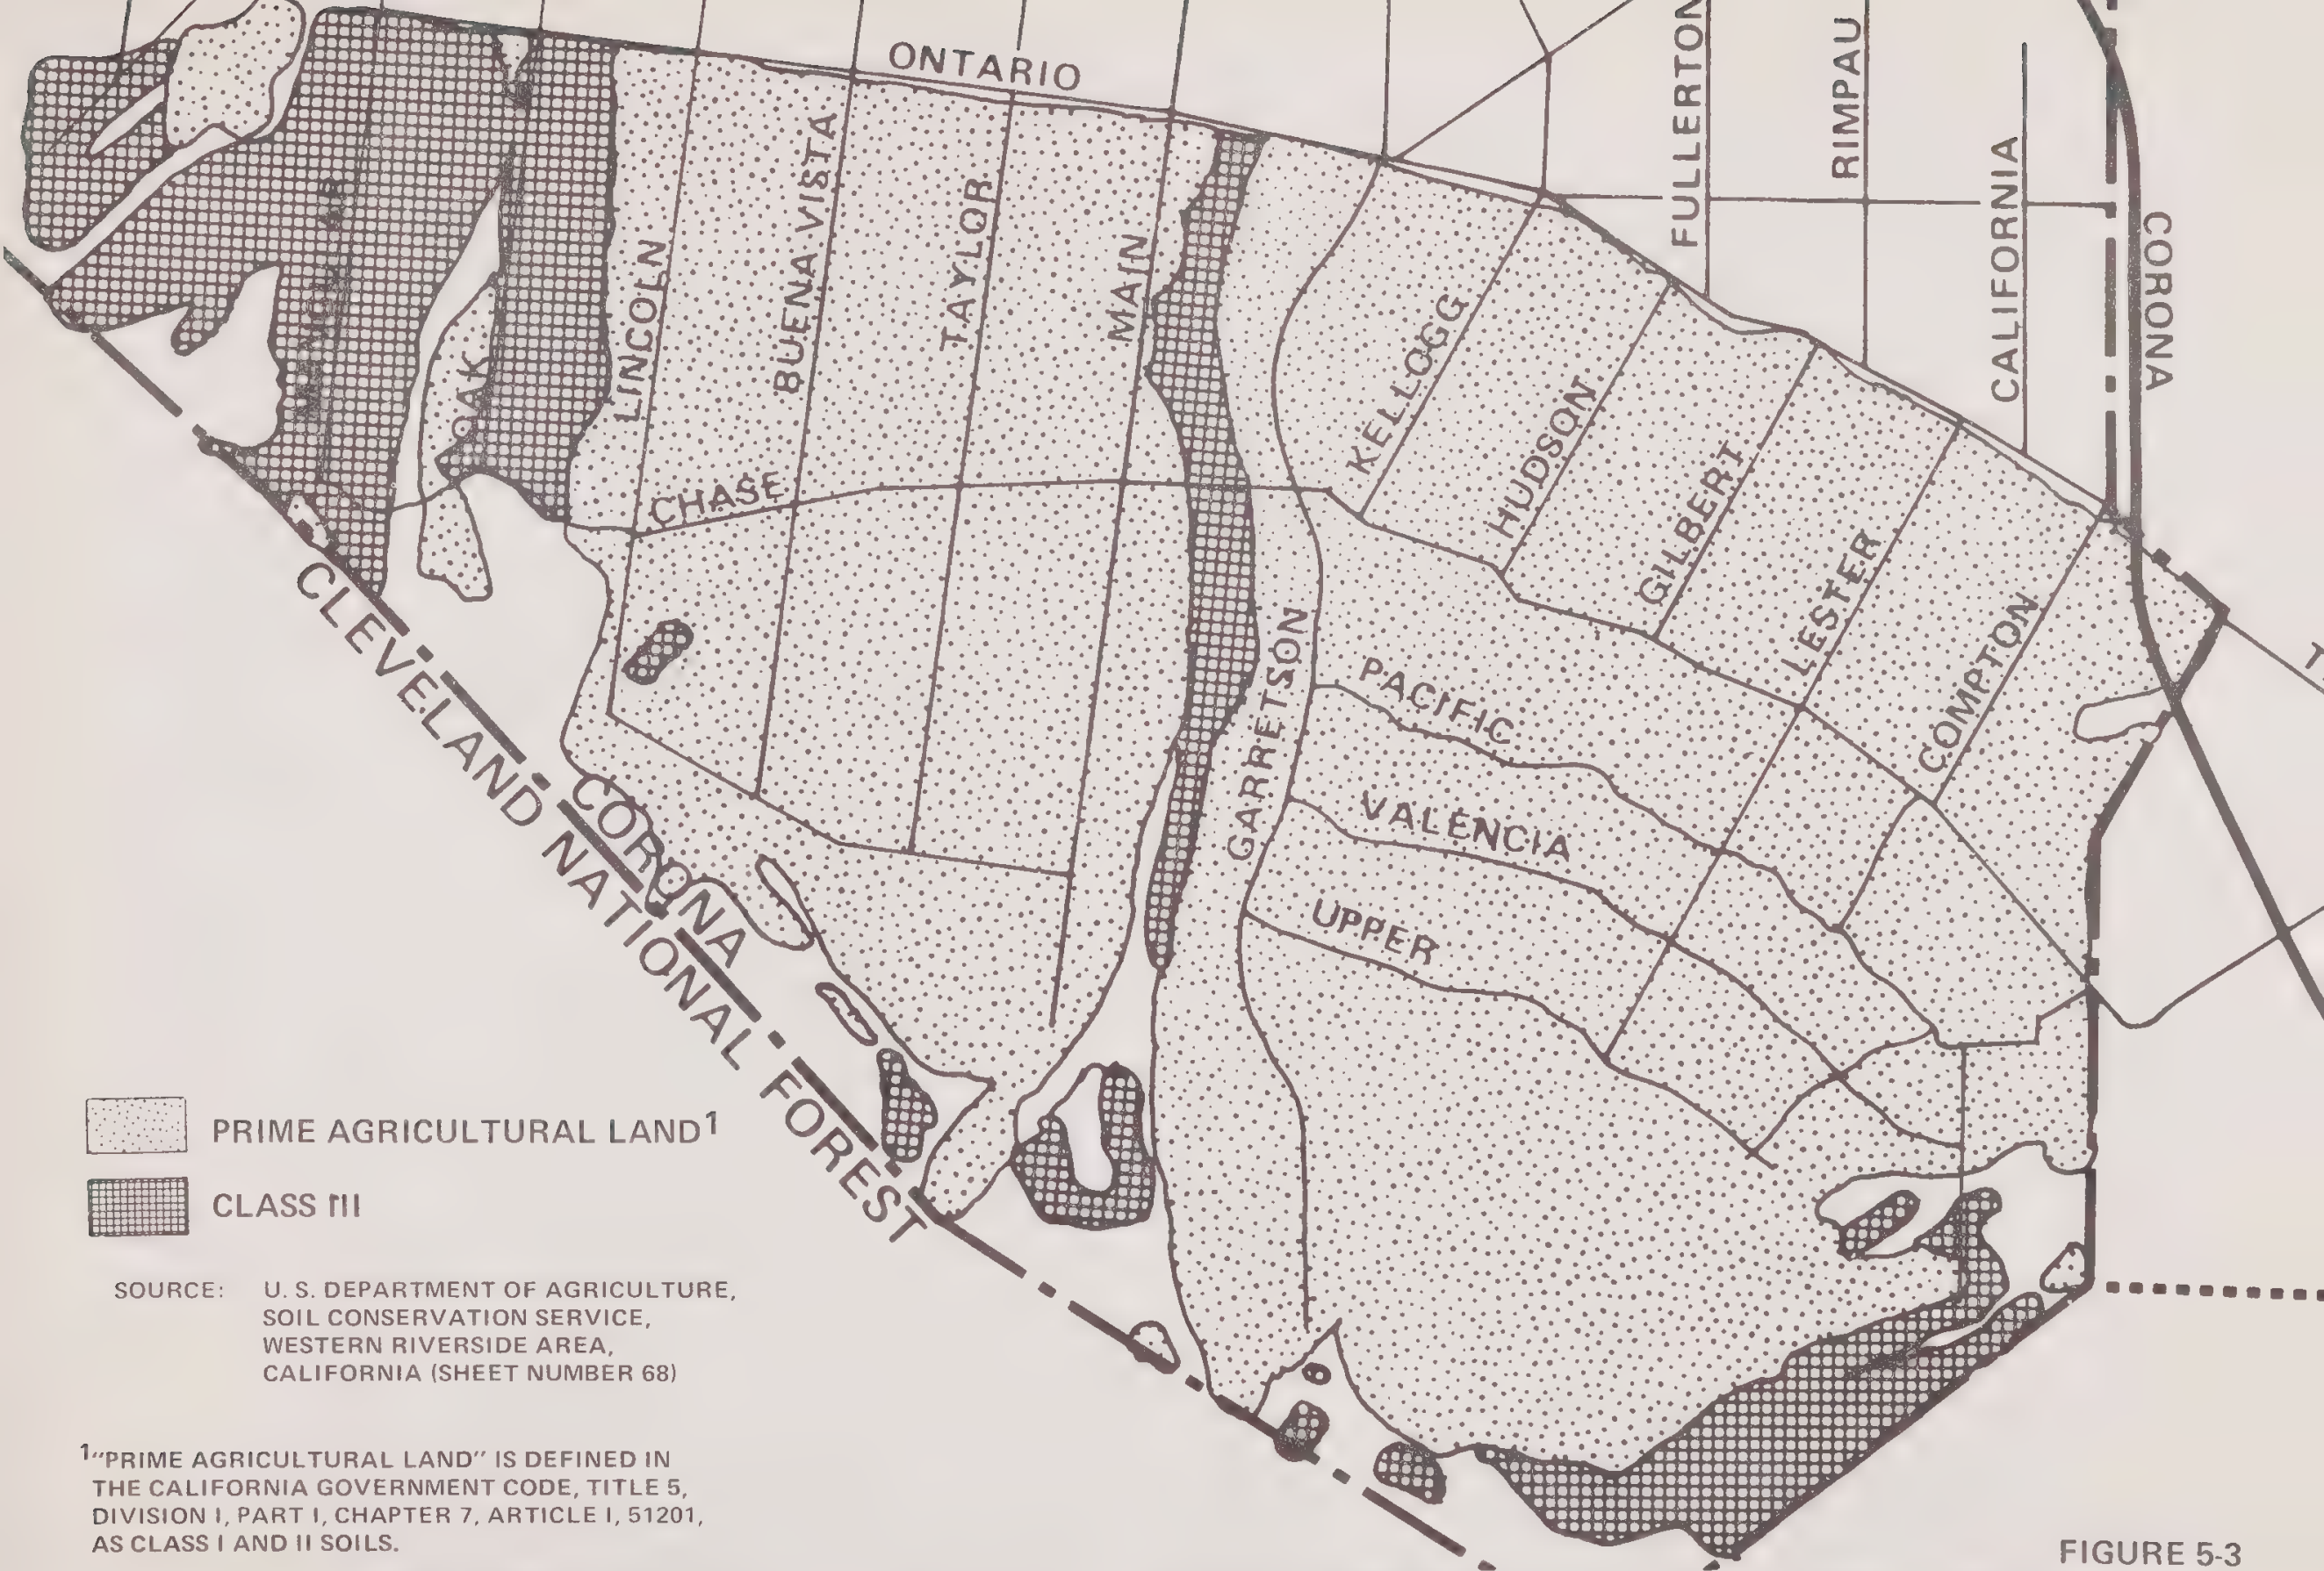 ONTARIO
FULLERTON
RIMPAU
CALIFORNIA
CORONA
LINCOLN
BUENA VISTA
TAYLOR
MAIN
OAK
KELLOGG
HUDSON
GILBERT
LESTER
COMPTON
CHASE
GARRETSON
PACIFIC
VALENCIA
UPPER
CORONA
CLEVELAND NATIONAL FOREST
PRIME AGRICULTURAL LAND¹
CLASS III
SOURCE: U. S. DEPARTMENT OF AGRICULTURE,
SOIL CONSERVATION SERVICE,
WESTERN RIVERSIDE AREA,
CALIFORNIA (SHEET NUMBER 68)
¹"PRIME AGRICULTURAL LAND" IS DEFINED IN
THE CALIFORNIA GOVERNMENT CODE, TITLE 5,
DIVISION I, PART I, CHAPTER 7, ARTICLE I, 51201,
AS CLASS I AND II SOILS.
FIGURE 5-3